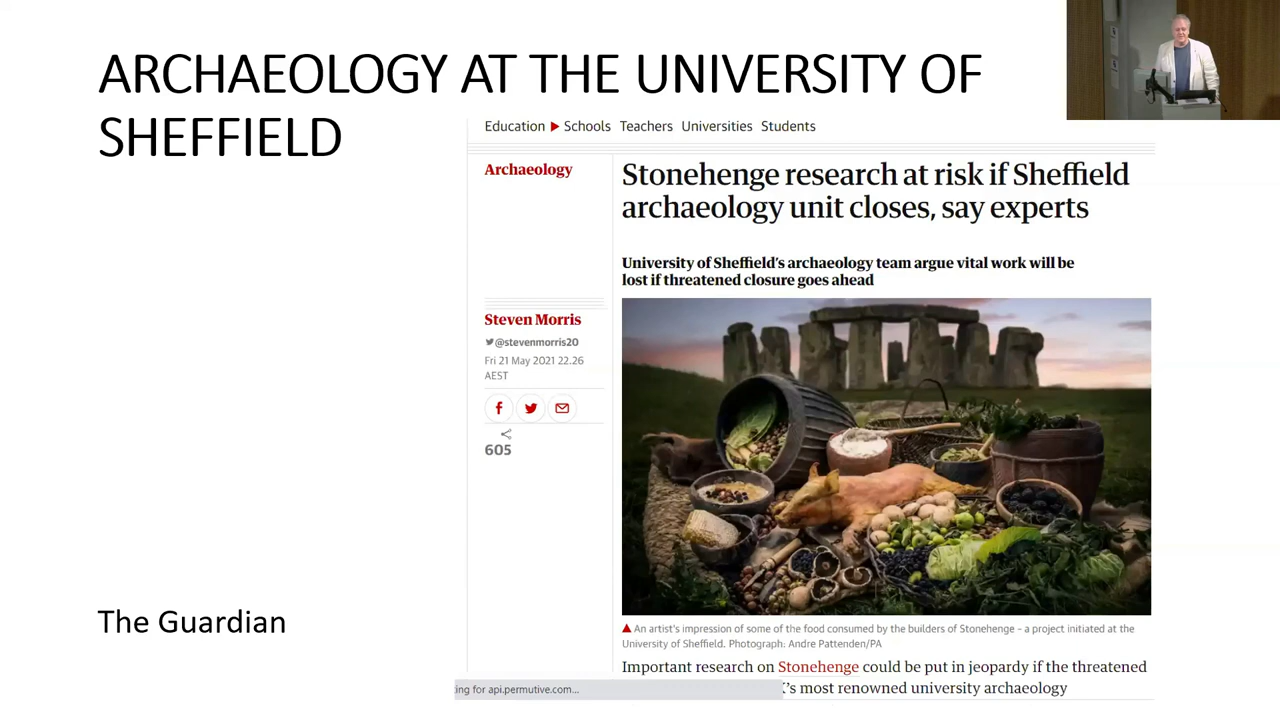 ARCHAEOLOGY AT THE UNIVERSITY OF
SHEFFIELD
Education ▶ Schools Teachers Universities Students
Archaeology
Stonehenge research at risk if Sheffield
archaeology unit closes, say experts
University of Sheffield's archaeology team argue vital work will be
lost if threatened closure goes ahead
Steven Morris
@stevenmorris20
Fri 21 May 2021 22.26
AEST
605
The Guardian
An artist's impression of some of the food consumed by the builders of Stonehenge – a project initiated at the
University of Sheffield. Photograph: Andre Pattenden/PA
Important research on Stonehenge could be put in jeopardy if the threatened
ing for api.permutive.com...
's most renowned university archaeology